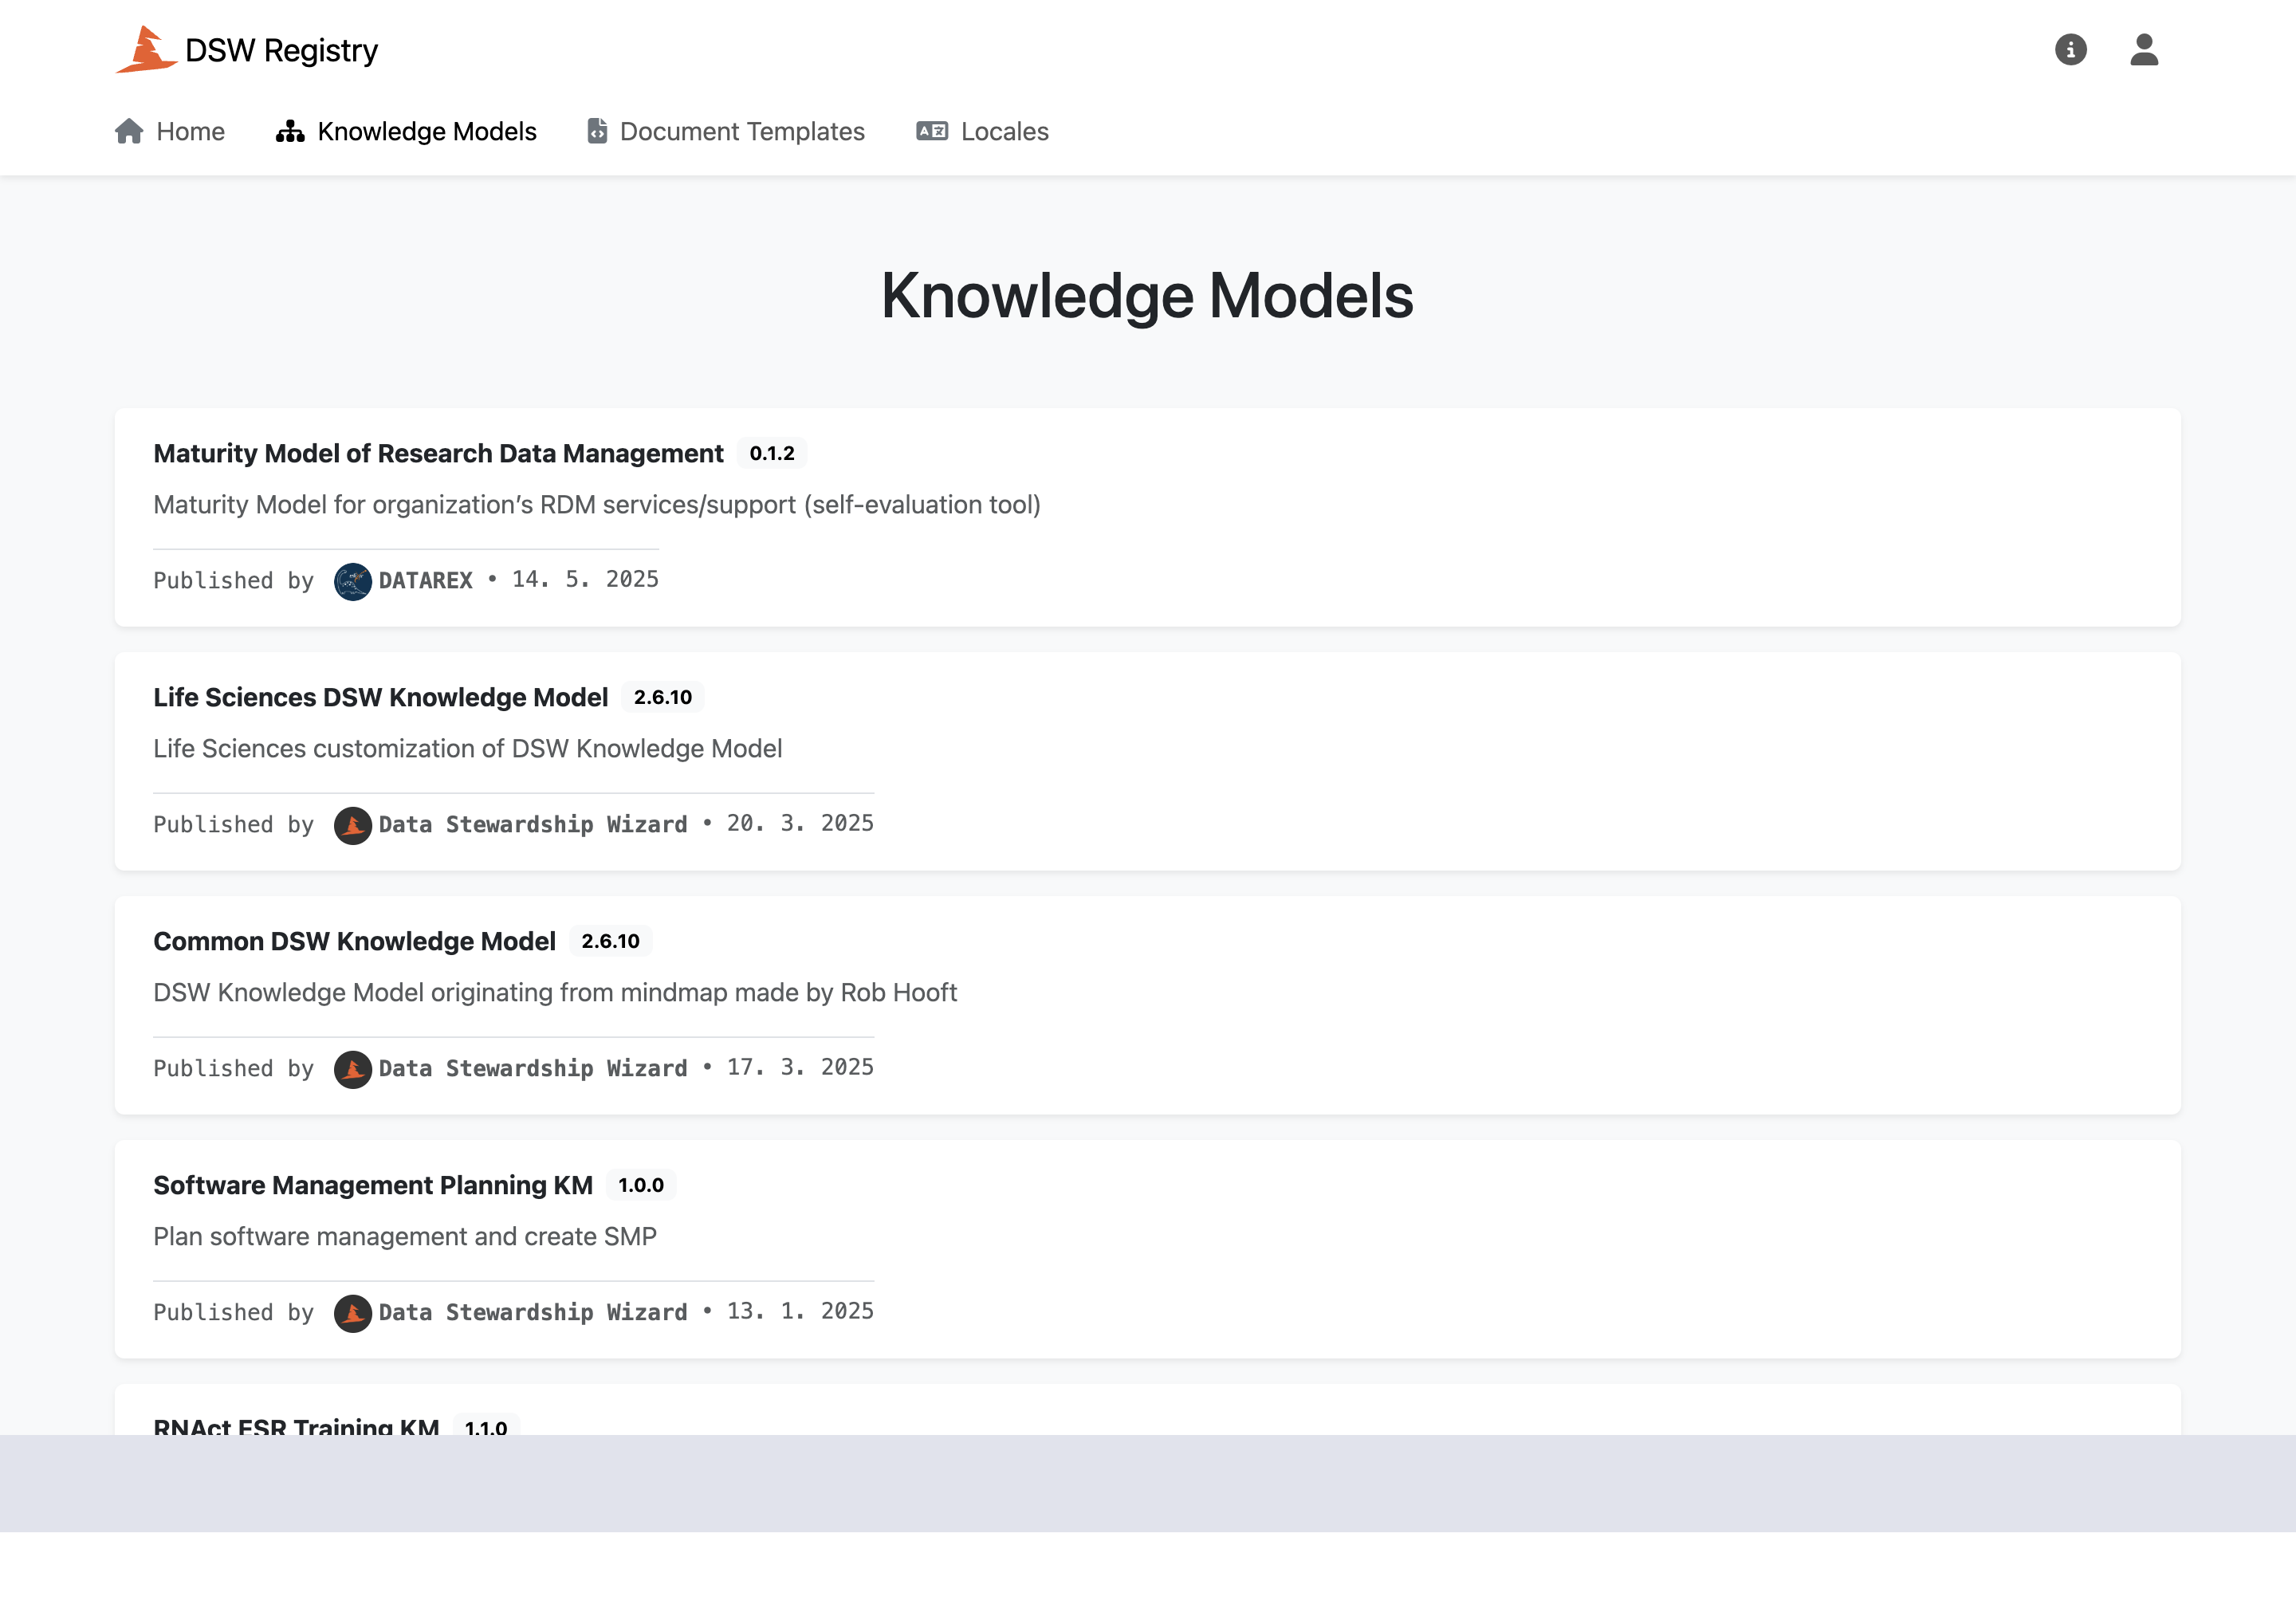 DSW Registry
Home Knowledge Models Document Templates Locales
Knowledge Models
Maturity Model of Research Data Management 0.1.2
Maturity Model for organization’s RDM services/support (self-evaluation tool)
Published by DATAREX • 14. 5. 2025
Life Sciences DSW Knowledge Model 2.6.10
Life Sciences customization of DSW Knowledge Model
Published by Data Stewardship Wizard • 20. 3. 2025
Common DSW Knowledge Model 2.6.10
DSW Knowledge Model originating from mindmap made by Rob Hooft
Published by Data Stewardship Wizard • 17. 3. 2025
Software Management Planning KM 1.0.0
Plan software management and create SMP
Published by Data Stewardship Wizard • 13. 1. 2025
RNAct ESR Training KM 1.1.0